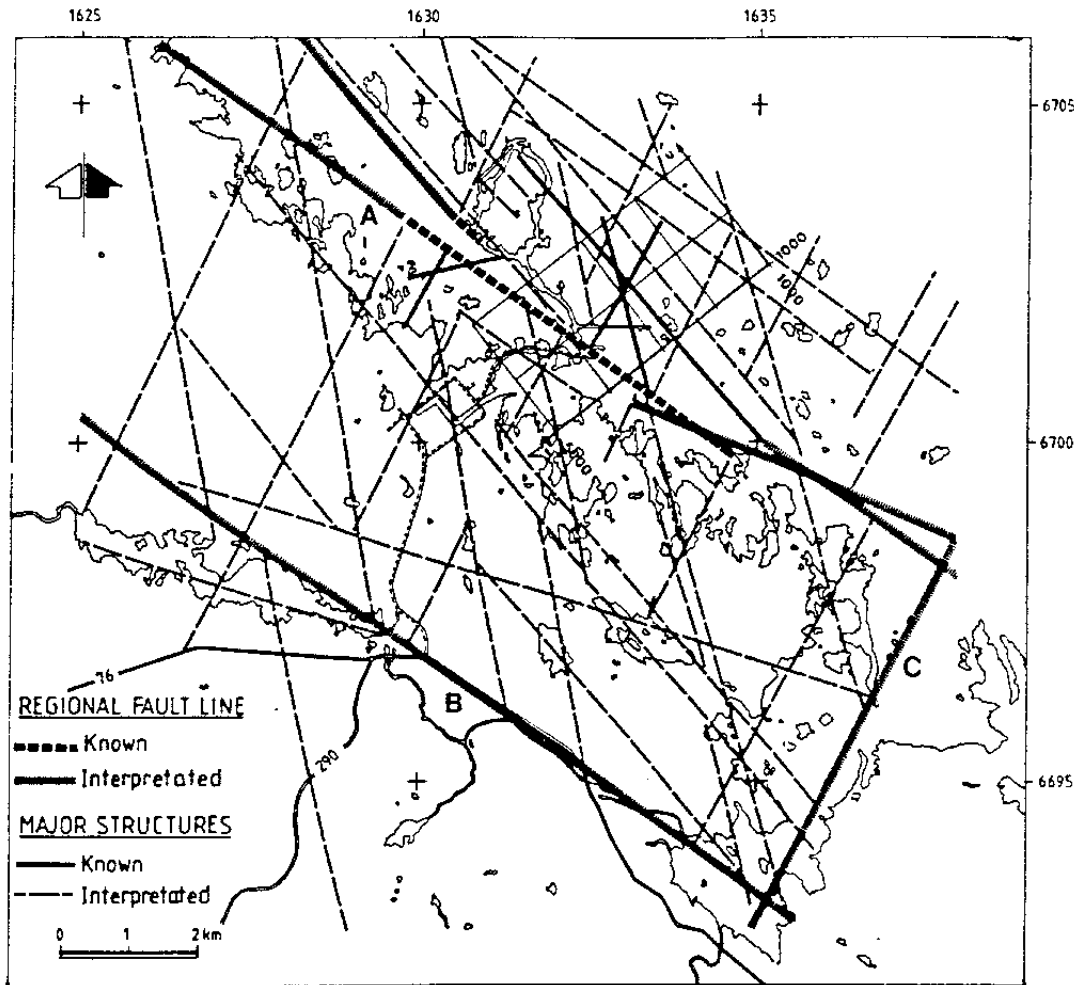 1625 1630 1635
6705
A
1000
1000
6700
C
76
B
REGIONAL FAULT LINE
Known
290
Interpretated
6695
MAJOR STRUCTURES
Known
Interpretated
0 1 2 km